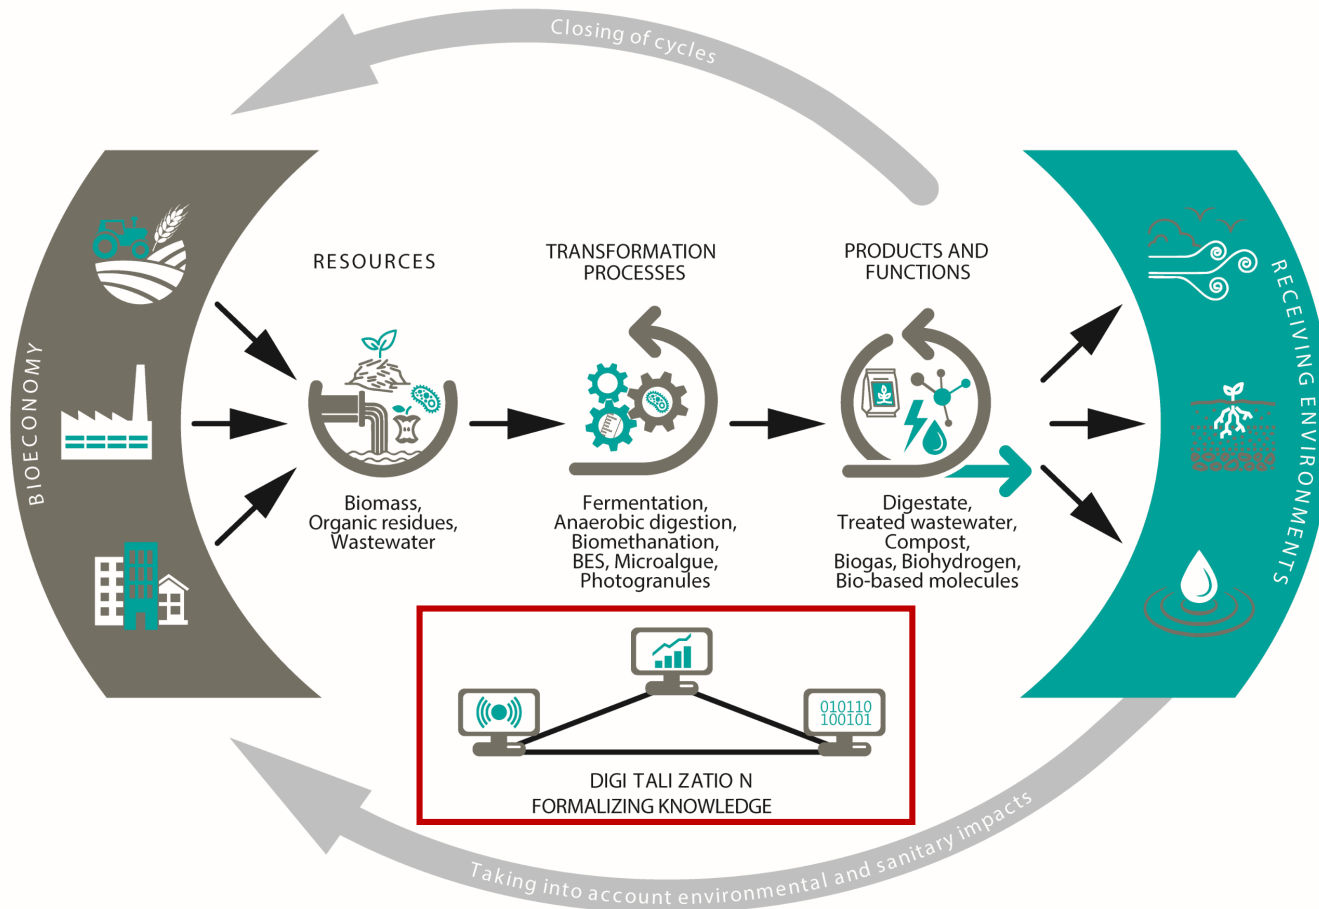 Closing of cycles
BIOECONOMY
RESOURCES
Biomass,
Organic residues,
Wastewater
TRANSFORMATION
PROCESSES
Fermentation,
Anaerobic digestion,
Biomethanation,
BES, Microalgue,
Photogranules
PRODUCTS AND
FUNCTIONS
Digestate,
Treated wastewater,
Compost,
Biogas, Biohydrogen,
Bio-based molecules
RECEIVING ENVIRONMENTS
010110
100101
DIGI TALI ZATIO N
FORMALIZING KNOWLEDGE
Taking into account environmental and sanitary impacts